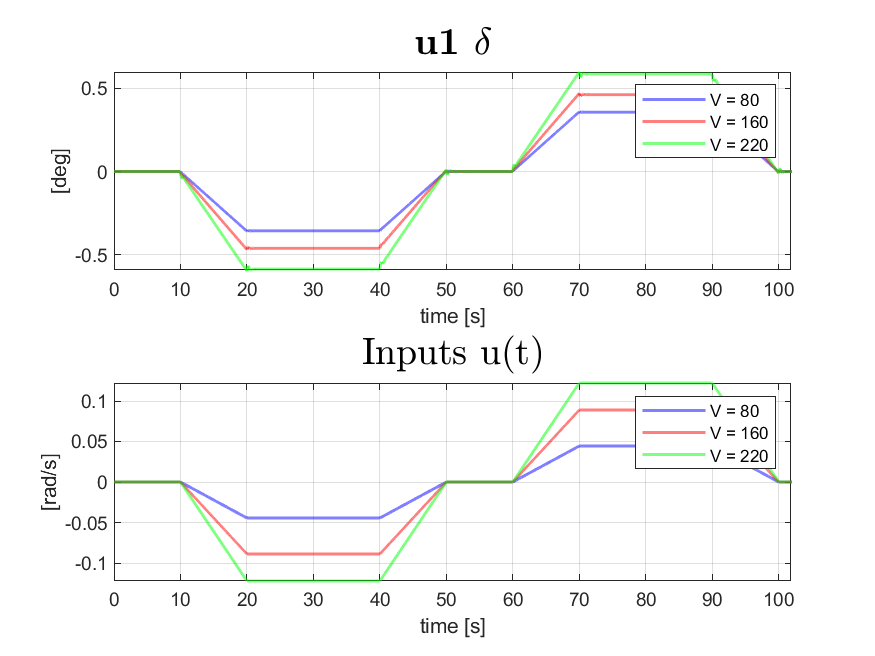 u1 δ
0.5
0
-0.5
[deg]
V = 80
V = 160
V = 220
0 10 20 30 40 50 60 70 80 90 100
time [s]
Inputs u(t)
0.1
0.05
0
-0.05
-0.1
[rad/s]
V = 80
V = 160
V = 220
0 10 20 30 40 50 60 70 80 90 100
time [s]